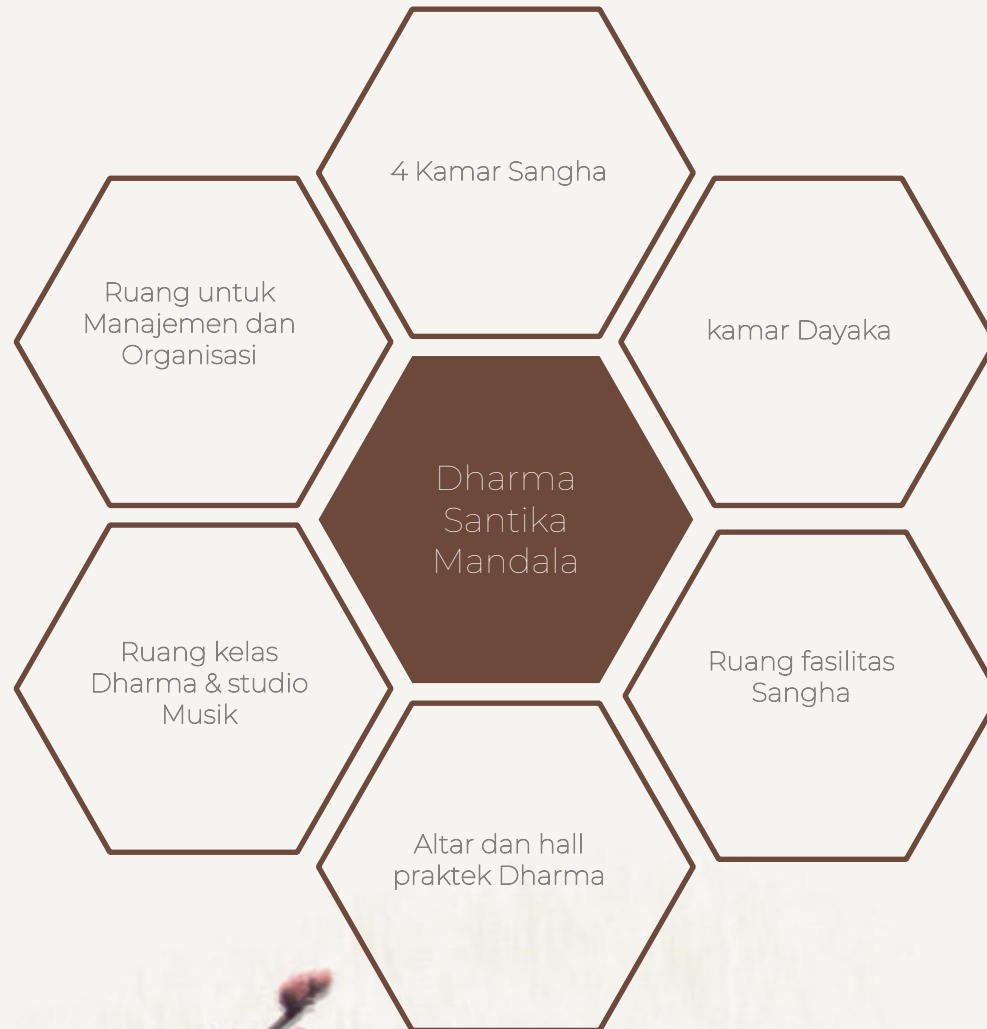 4 Kamar Sangha
Ruang untuk
Manajemen dan
Organisasi
kamar Dayaka
Dharma
Santika
Mandala
Ruang kelas
Dharma & studio
Musik
Ruang fasilitas
Sangha
Altar dan hall
praktek Dharma